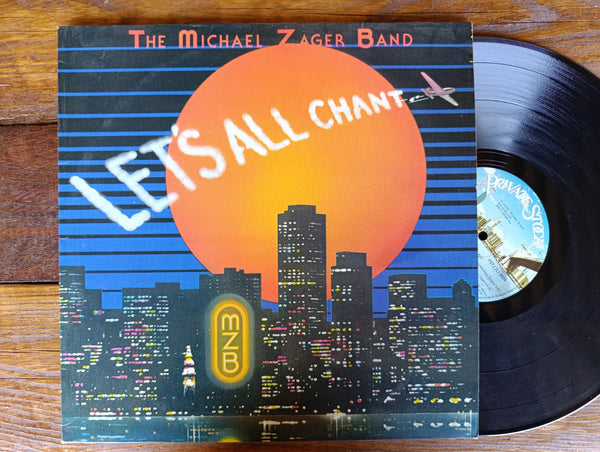 THE MICHAEL ZAGER BAND
LET'S ALL CHANT
MZB
PRIVATE STOCK